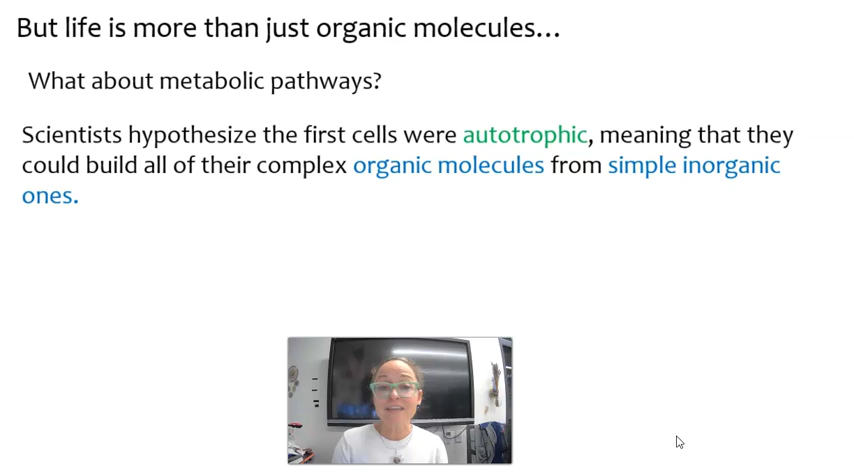 But life is more than just organic molecules…
What about metabolic pathways?
Scientists hypothesize the first cells were autotrophic, meaning that they
could build all of their complex organic molecules from simple inorganic
ones.